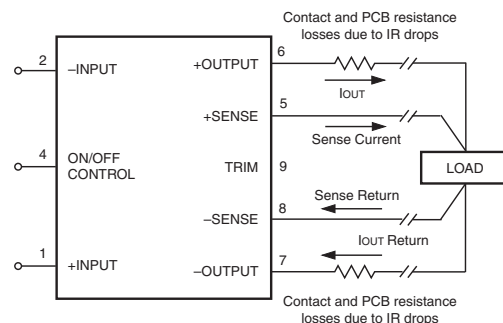 Contact and PCB resistance
losses due to IR drops
2
–INPUT
+OUTPUT
6
IOUT
5
+SENSE
Sense Current
4
ON/OFF
CONTROL
TRIM
9
LOAD
Sense Return
–SENSE
8
IOUT Return
1
+INPUT
–OUTPUT
7
Contact and PCB resistance
losses due to IR drops